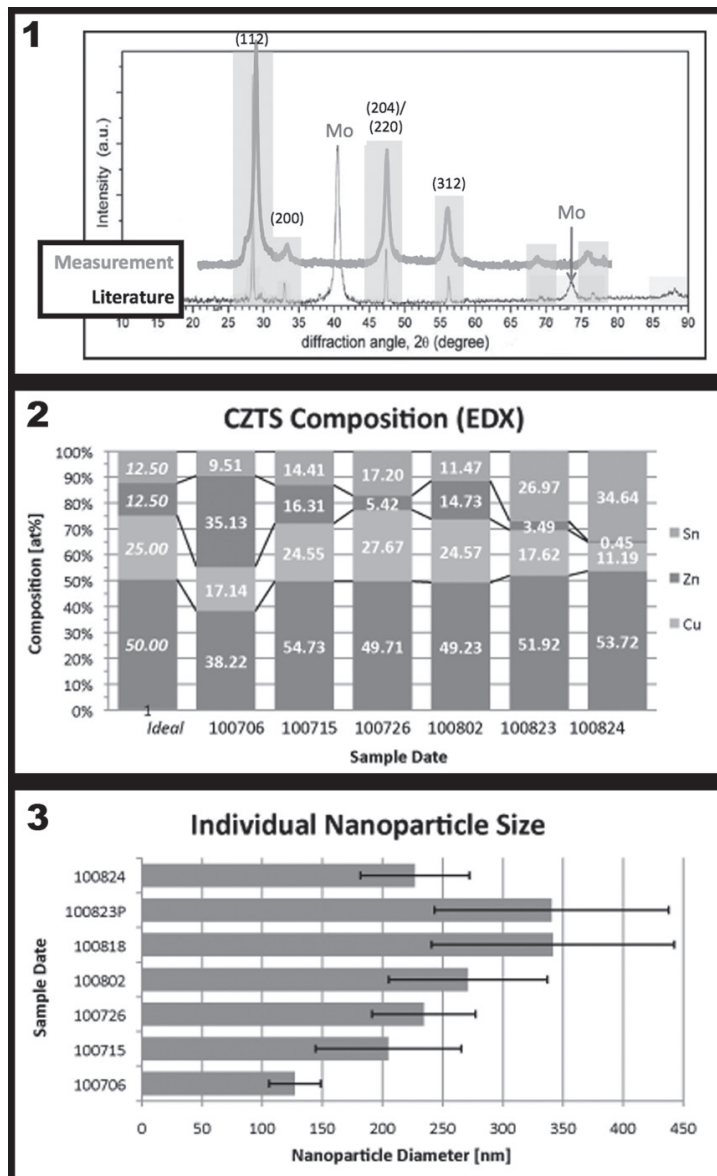 1
(112)
(204)/
(220)
Mo
(312)
(200)
Mo
Intensity (a.u.)
Measurement
Literature
10 15 20 25 30 35 40 45 50 55 60 65 70 75 80 85 90
diffraction angle, 2θ (degree)
2
CZTS Composition (EDX)
Composition [at%]
100%
90%
80%
70%
60%
50%
40%
30%
20%
10%
0%
12.50 9.51 14.41 17.20 11.47 26.97 34.64
12.50 35.13 16.31 5.42 14.73 3.49 0.45
25.00 17.14 24.55 27.67 24.57 17.62 11.19
50.00 38.22 54.73 49.71 49.23 51.92 53.72
Sn
Zn
Cu
1
Ideal 100706 100715 100726 100802 100823 100824
Sample Date
3
Individual Nanoparticle Size
Sample Date
100824
100823P
100818
100802
100726
100715
100706
0 50 100 150 200 250 300 350 400 450
Nanoparticle Diameter [nm]